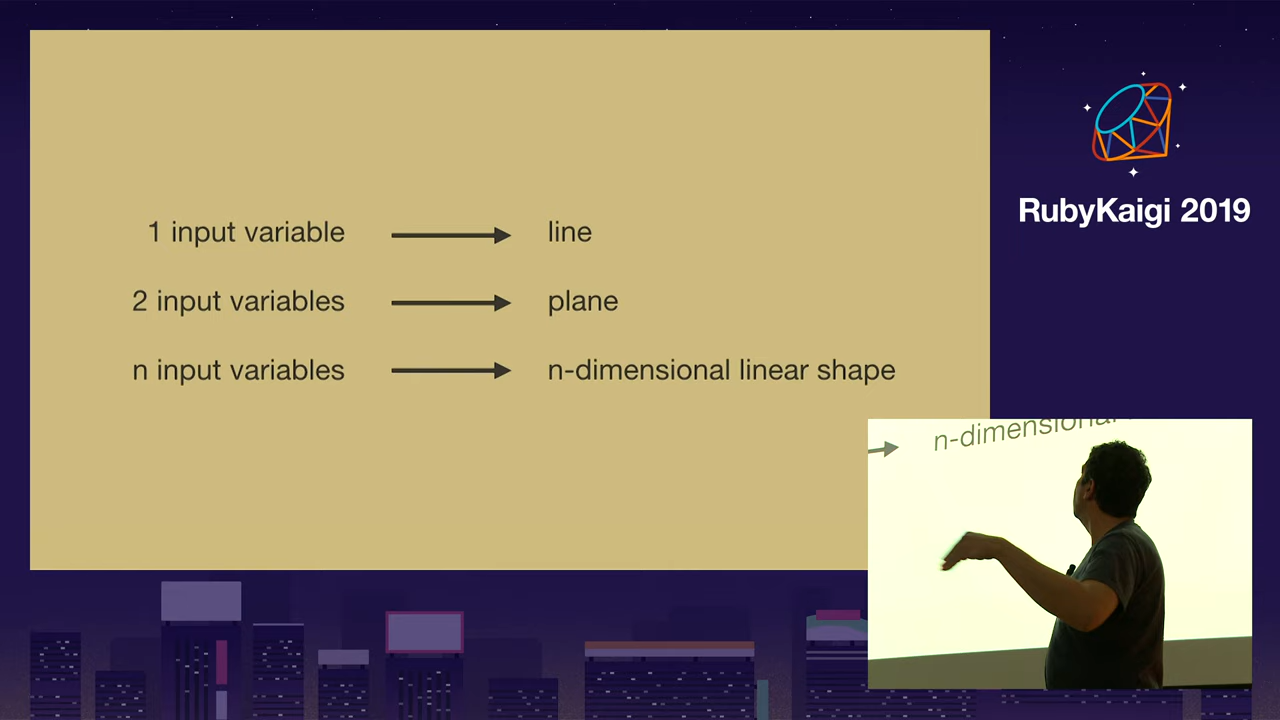 1 input variable line
2 input variables plane
n input variables n-dimensional linear shape
RubyKaigi 2019
n-dimensional